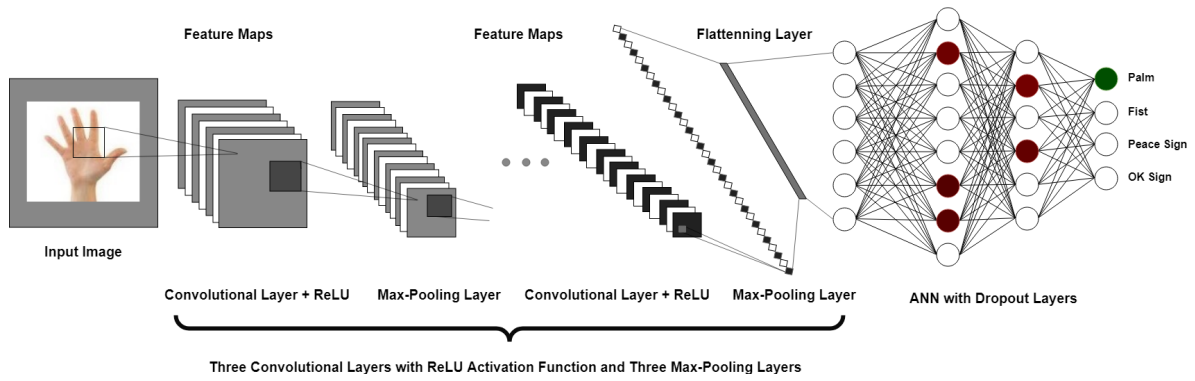 Feature Maps
Feature Maps
Flattenning Layer
Palm
Fist
Peace Sign
OK Sign
Input Image
Convolutional Layer + ReLU
Max-Pooling Layer
Convolutional Layer + ReLU
Max-Pooling Layer
ANN with Dropout Layers
Three Convolutional Layers with ReLU Activation Function and Three Max-Pooling Layers